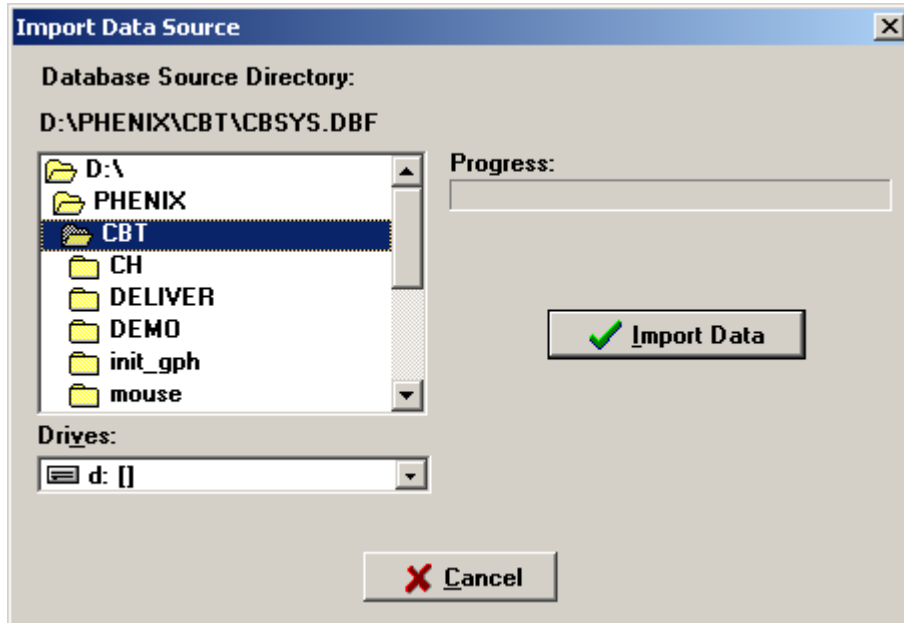 Import Data Source
Database Source Directory:
D:\PHENIX\CBT\CBSYS.DBF
D:\
PHENIX
CBT
CH
DELIVER
DEMO
init_gph
mouse
Drives:
d: []
Progress:
Import Data
Cancel